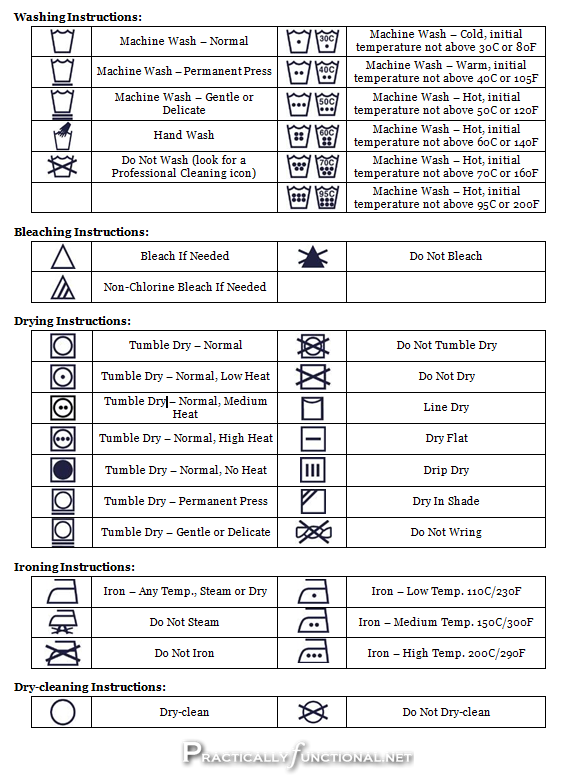 Washing Instructions:
Machine Wash – Normal
30C
Machine Wash – Cold, initial
temperature not above 30C or 80F
Machine Wash – Permanent Press
40C
Machine Wash – Warm, initial
temperature not above 40C or 105F
Machine Wash – Gentle or
Delicate
50C
Machine Wash – Hot, initial
temperature not above 50C or 120F
Hand Wash
60C
Machine Wash – Hot, initial
temperature not above 60C or 140F
Do Not Wash (look for a
Professional Cleaning icon)
70C
Machine Wash – Hot, initial
temperature not above 70C or 160F
95C
Machine Wash – Hot, initial
temperature not above 95C or 200F
Bleaching Instructions:
Bleach If Needed
Do Not Bleach
Non-Chlorine Bleach If Needed
Drying Instructions:
Tumble Dry – Normal
Do Not Tumble Dry
Tumble Dry – Normal, Low Heat
Do Not Dry
Tumble Dry – Normal, Medium
Heat
Line Dry
Tumble Dry – Normal, High Heat
Dry Flat
Tumble Dry – Normal, No Heat
Drip Dry
Tumble Dry – Permanent Press
Dry In Shade
Tumble Dry – Gentle or Delicate
Do Not Wring
Ironing Instructions:
Iron – Any Temp., Steam or Dry
Iron – Low Temp. 110C/230F
Do Not Steam
Iron – Medium Temp. 150C/300F
Do Not Iron
Iron – High Temp. 200C/290F
Dry-cleaning Instructions:
Dry-clean
Do Not Dry-clean
PRACTICALLYfUNCTIONAL.NET